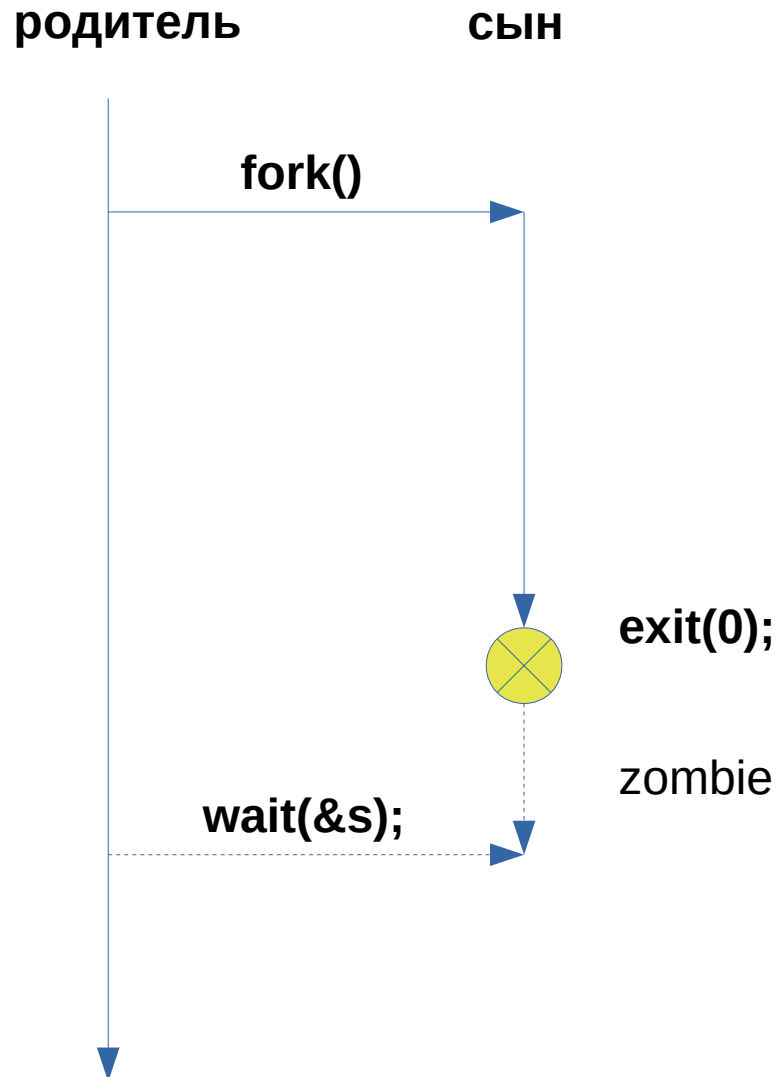 родитель
сын
fork()
exit(0);
zombie
wait(&s);